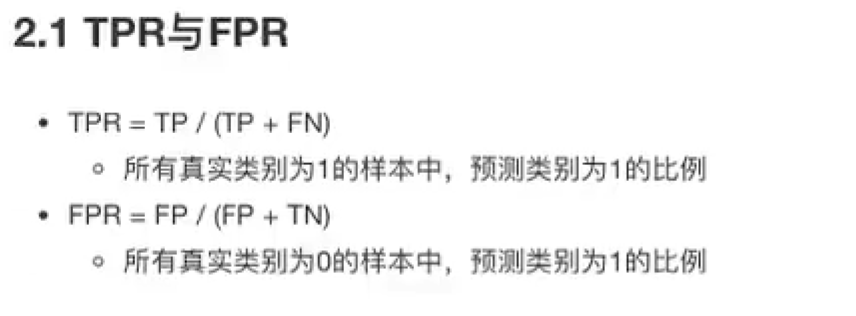 2.1 TPR与FPR
TPR = TP / (TP + FN)
所有真实类别为1的样本中，预测类别为1的比例
FPR = FP / (FP + TN)
所有真实类别为0的样本中，预测类别为1的比例